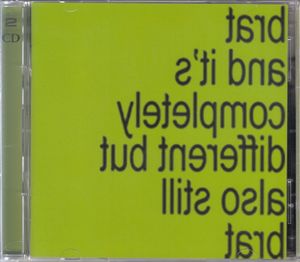 2
CD
brat
and it's
completely
different but
also still
brat